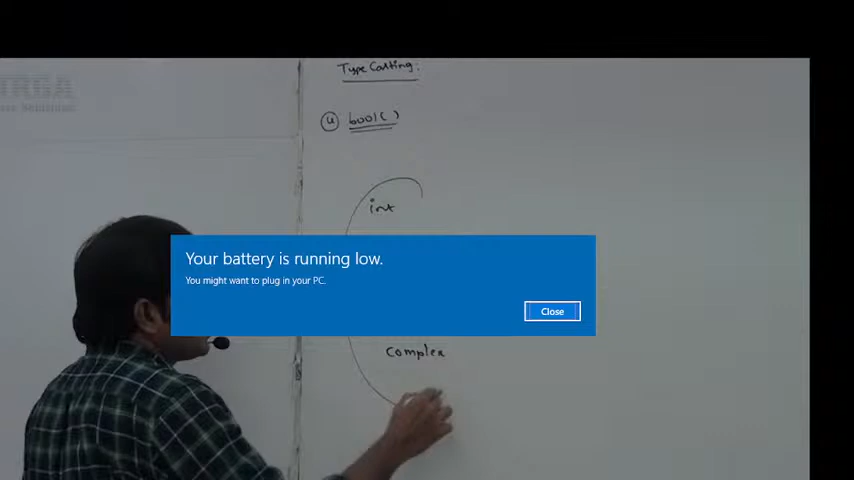 Type Casting:
④ bool()
int
Your battery is running low.
You might want to plug in your PC.
Close
complex